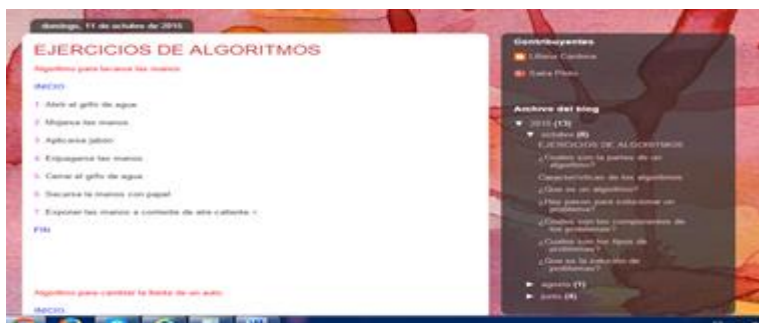 domingo, 11 de octubre de 2015
EJERCICIOS DE ALGORITMOS
Algoritmo para lavarse las manos
INICIO
1. Abrir el grifo de agua
2. Mojarse las manos
3. Aplicarse jabón
4. Enjuagarse las manos
5. Cerrar el grifo de agua
6. Secarse la manos con papel
7. Exponer las manos a corriente de aire caliente
FIN
Algoritmo para cambiar la llanta de un auto.
INICIO:
Contribuyentes
Liliana Cardona
Archivo del blog
▼ 2015 (13)
▼ octubre (8)
EJERCICIOS DE ALGORITMOS
¿Cuales son la partes de un
algoritmo?
Características de los algoritmos
¿Que es un algoritmo?
¿Hay pasos para solucionar un
problema?
¿Cuales son los componentes de
los problemas?
¿Cuales son los tipos de
problemas?
¿Que es la solución de
problemas?
► agosto (1)
► junio (4)